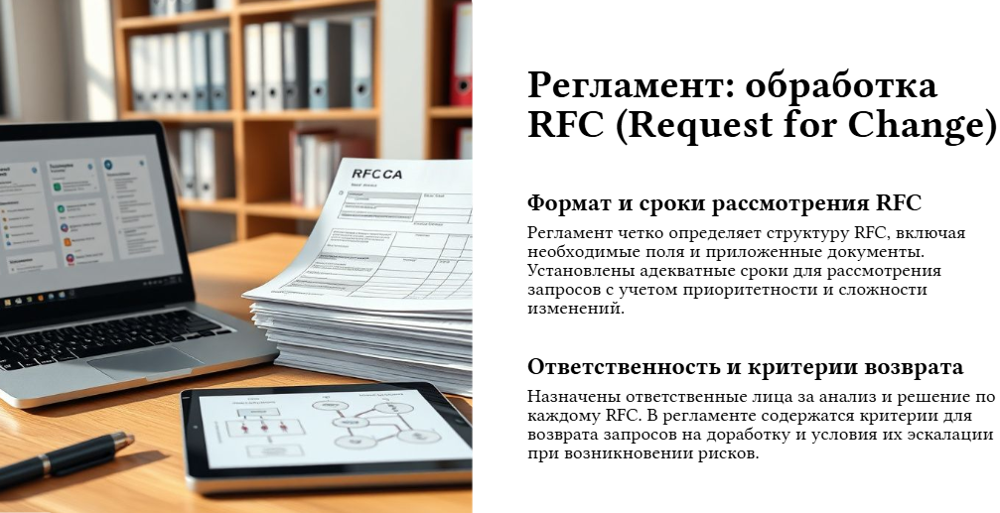 Регламент: обработка
RFC (Request for Change)
Формат и сроки рассмотрения RFC
Регламент четко определяет структуру RFC, включая
необходимые поля и приложенные документы.
Установлены адекватные сроки для рассмотрения
запросов с учетом приоритетности и сложности
изменений.
Ответственность и критерии возврата
Назначены ответственные лица за анализ и решение по
каждому RFC. В регламенте содержатся критерии для
возврата запросов на доработку и условия их эскалации
при возникновении рисков.
RFCCA